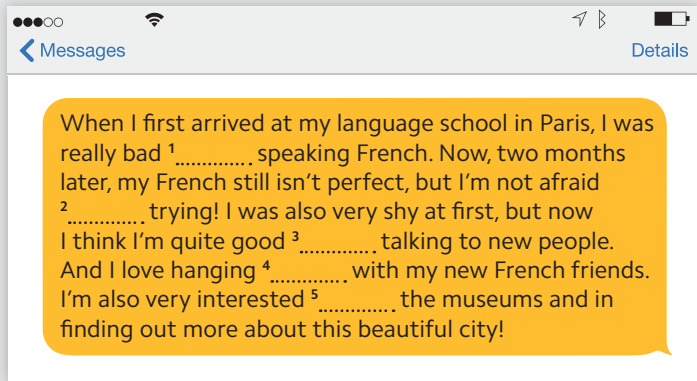 Messages
Details
When I first arrived at my language school in Paris, I was
really bad ¹............. speaking French. Now, two months
later, my French still isn’t perfect, but I’m not afraid
²............. trying! I was also very shy at first, but now
I think I’m quite good ³............. talking to new people.
And I love hanging ⁴............. with my new French friends.
I’m also very interested ⁵............. the museums and in
finding out more about this beautiful city!